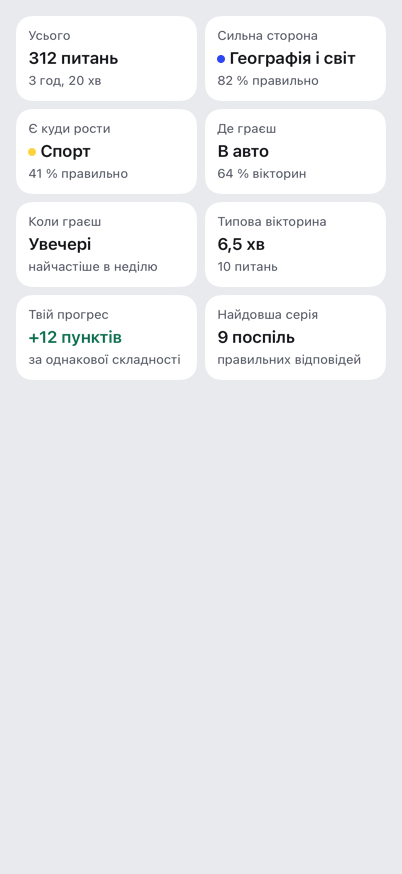 Усього
312 питань
3 год, 20 хв
Сильна сторона
Географія і світ
82 % правильно
Є куди рости
Спорт
41 % правильно
Де граєш
В авто
64 % вікторин
Коли граєш
Увечері
найчастіше в неділю
Типова вікторина
6,5 хв
10 питань
Твій прогрес
+12 пунктів
за однакової складності
Найдовша серія
9 поспіль
правильних відповідей